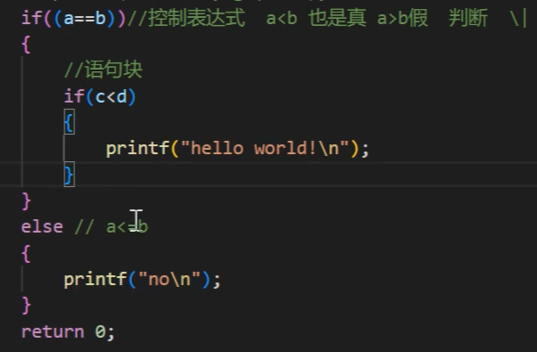 if((a==b))//控制表达式  a<b 也是真 a>b假  判断  \|
{
    //语句块
    if(c<d)
    {
        printf("hello world!\n");
    }
}
else // a<=b
{
    printf("no\n");
}
return 0;